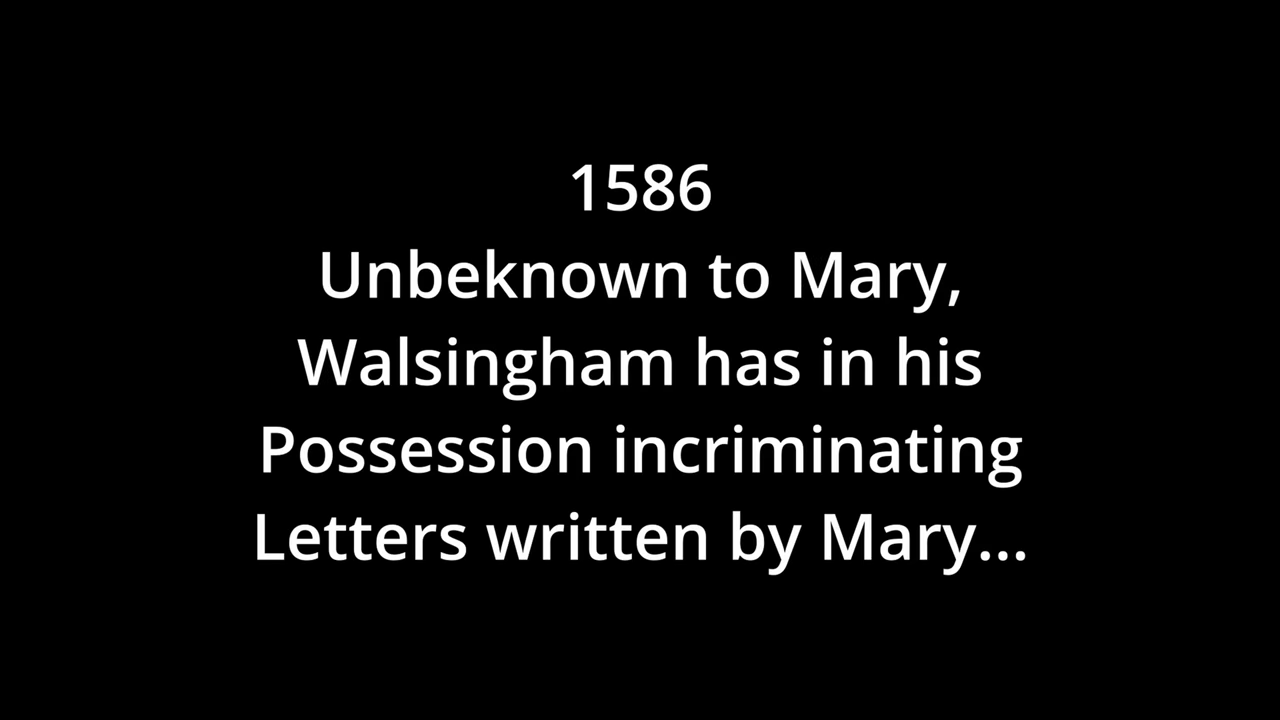 1586
Unbeknown to Mary,
Walsingham has in his
Possession incriminating
Letters written by Mary...